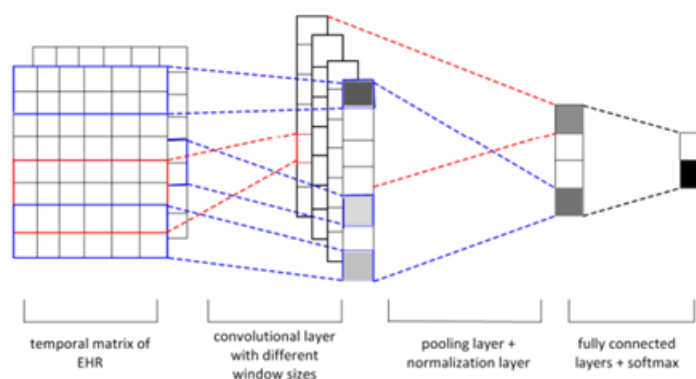 temporal matrix of
EHR
convolutional layer
with different
window sizes
pooling layer +
normalization layer
fully connected
layers + softmax